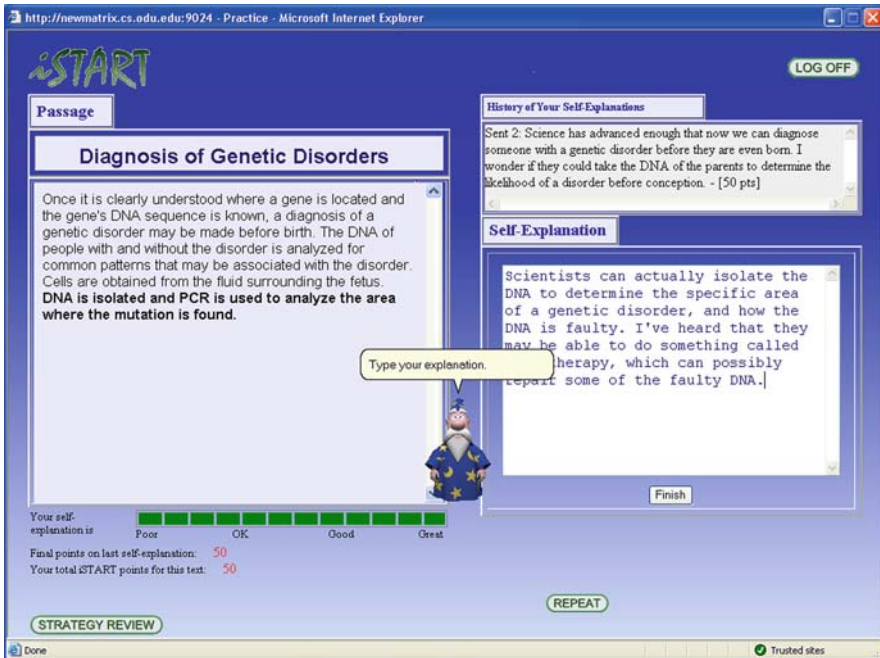 http://newmatrix.cs.odu.edu:9024 - Practice - Microsoft Internet Explorer
iSTART
LOG OFF
Passage
Diagnosis of Genetic Disorders
Once it is clearly understood where a gene is located and
the gene's DNA sequence is known, a diagnosis of a
genetic disorder may be made before birth. The DNA of
people with and without the disorder is analyzed for
common patterns that may be associated with the disorder.
Cells are obtained from the fluid surrounding the fetus.
DNA is isolated and PCR is used to analyze the area
where the mutation is found.
History of Your Self-Explanations
Sent 2: Science has advanced enough that now we can diagnose
someone with a genetic disorder before they are even born. I
wonder if they could take the DNA of the parents to determine the
likelihood of a disorder before conception. - [50 pts]
Self-Explanation
Scientists can actually isolate the
DNA to determine the specific area
of a genetic disorder, and how the
DNA is faulty. I've heard that they
may be able to do something called
herapy, which can possibly
repair some of the faulty DNA.
Type your explanation.
Finish
Your self-
explanation is
Poor OK Good Great
Final points on last self-explanation: 50
Your total iSTART points for this text: 50
REPEAT
STRATEGY REVIEW
Done
Trusted sites